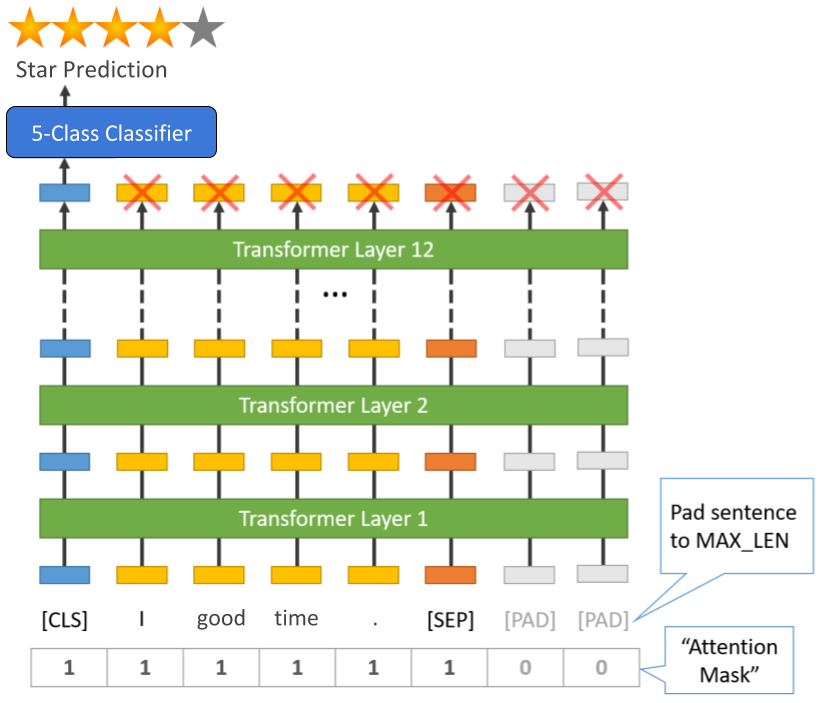 Star Prediction
5-Class Classifier
Transformer Layer 12
...
Transformer Layer 2
Transformer Layer 1
Pad sentence
to MAX_LEN
[CLS] I good time . [SEP] [PAD] [PAD]
1 1 1 1 1 1 0 0
“Attention
Mask”